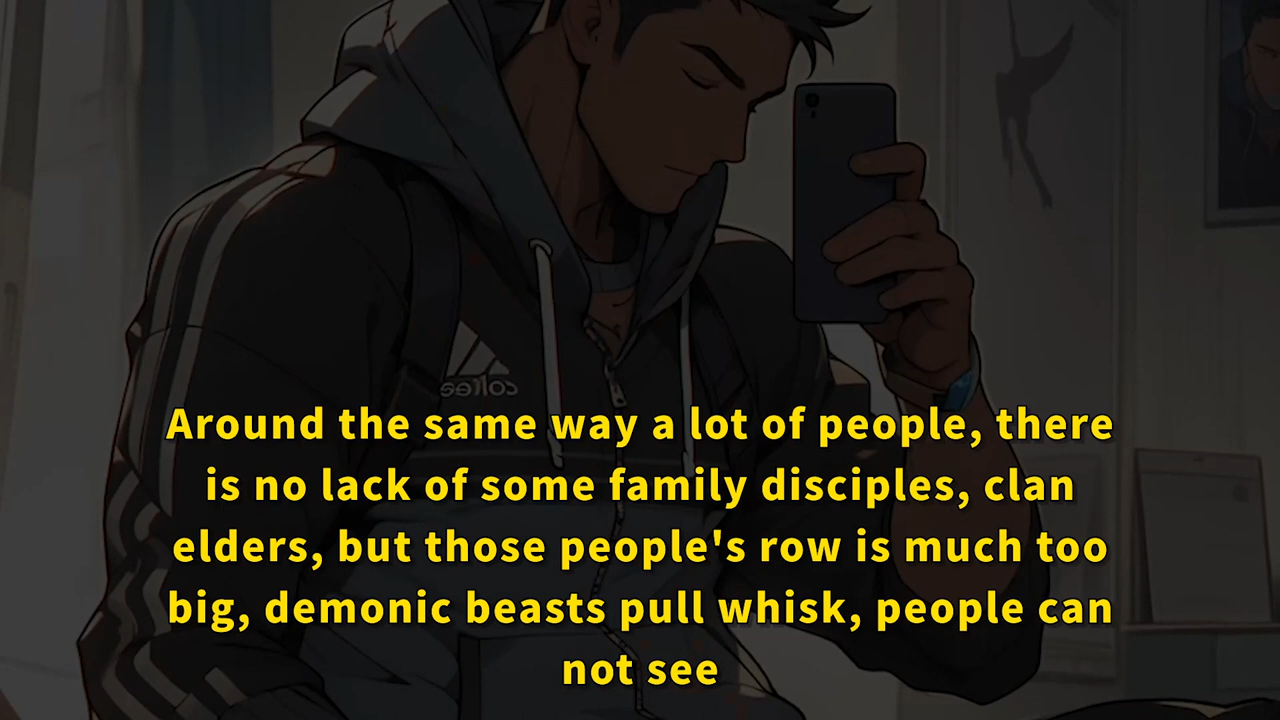 coffee
Around the same way a lot of people, there
is no lack of some family disciples, clan
elders, but those people's row is much too
big, demonic beasts pull whisk, people can
not see